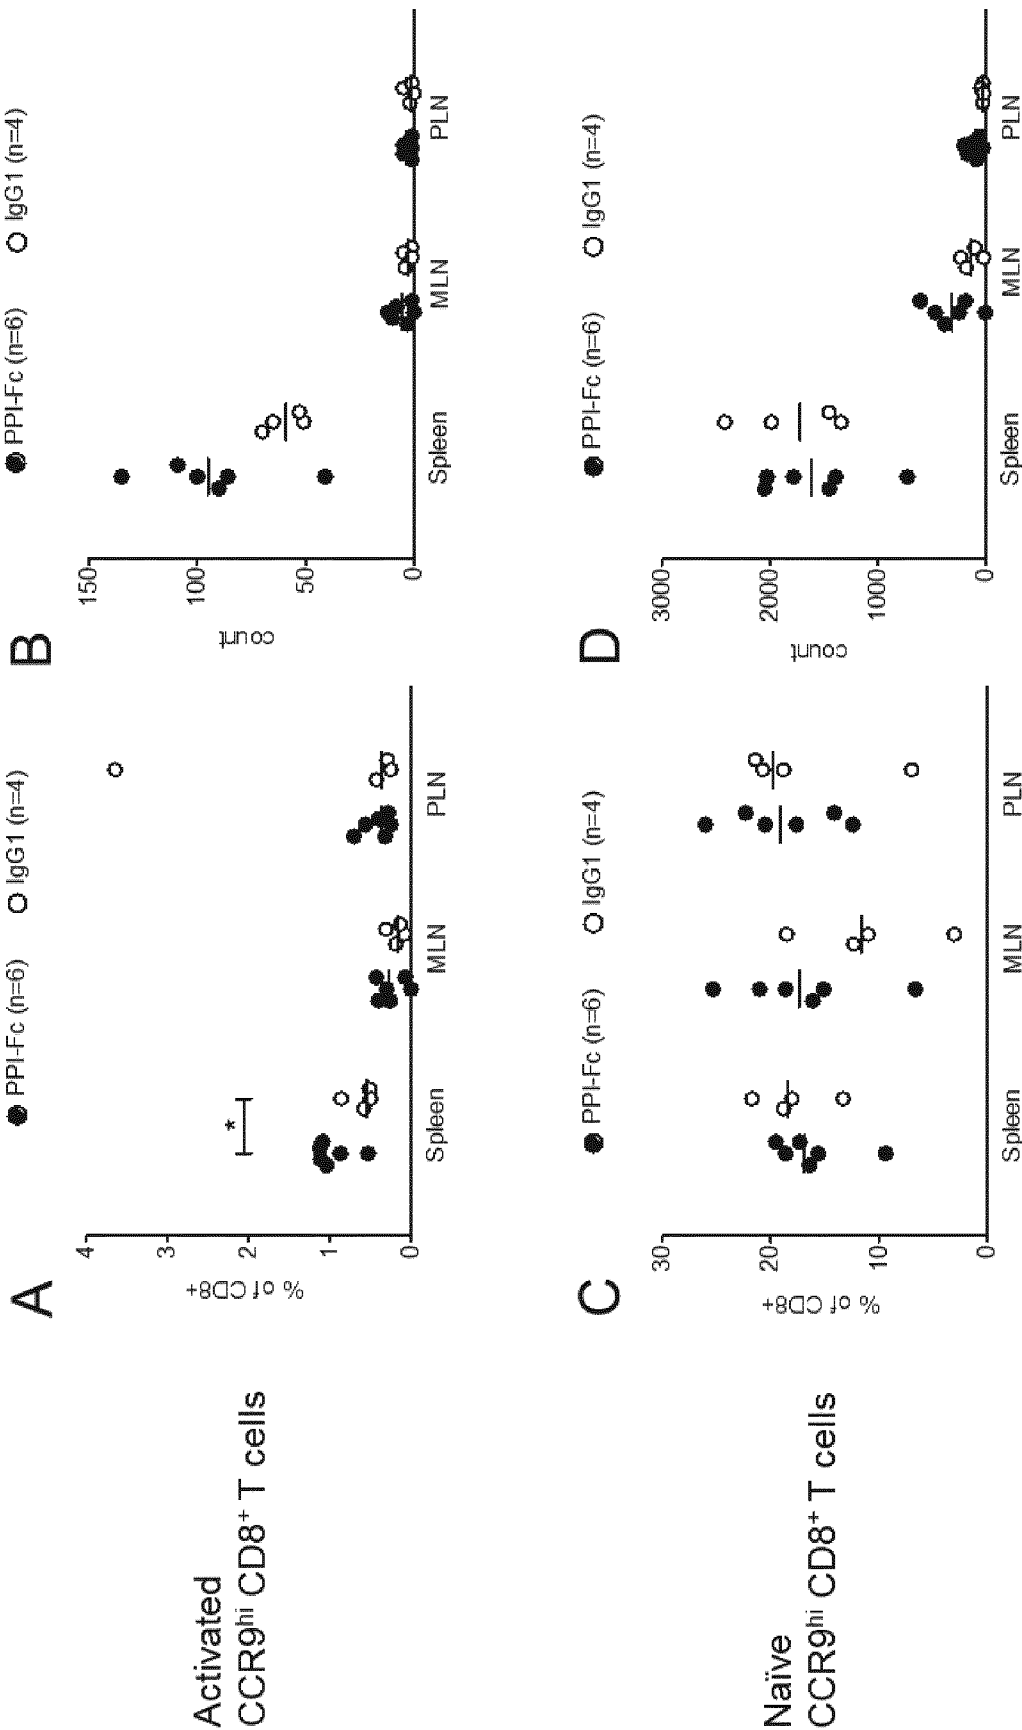 Activated
CCR9hi CD8+ T cells
A
● PPI-Fc (n=6) ○ IgG1 (n=4)
% of CD8+
4
3
2
1
0
*
Spleen MLN PLN
B
● PPI-Fc (n=6) ○ IgG1 (n=4)
count
150
100
50
0
Spleen MLN PLN
Naïve
CCR9hi CD8+ T cells
C
● PPI-Fc (n=6) ○ IgG1 (n=4)
% of CD8+
30
20
10
0
Spleen MLN PLN
D
● PPI-Fc (n=6) ○ IgG1 (n=4)
count
3000
2000
1000
0
Spleen MLN PLN